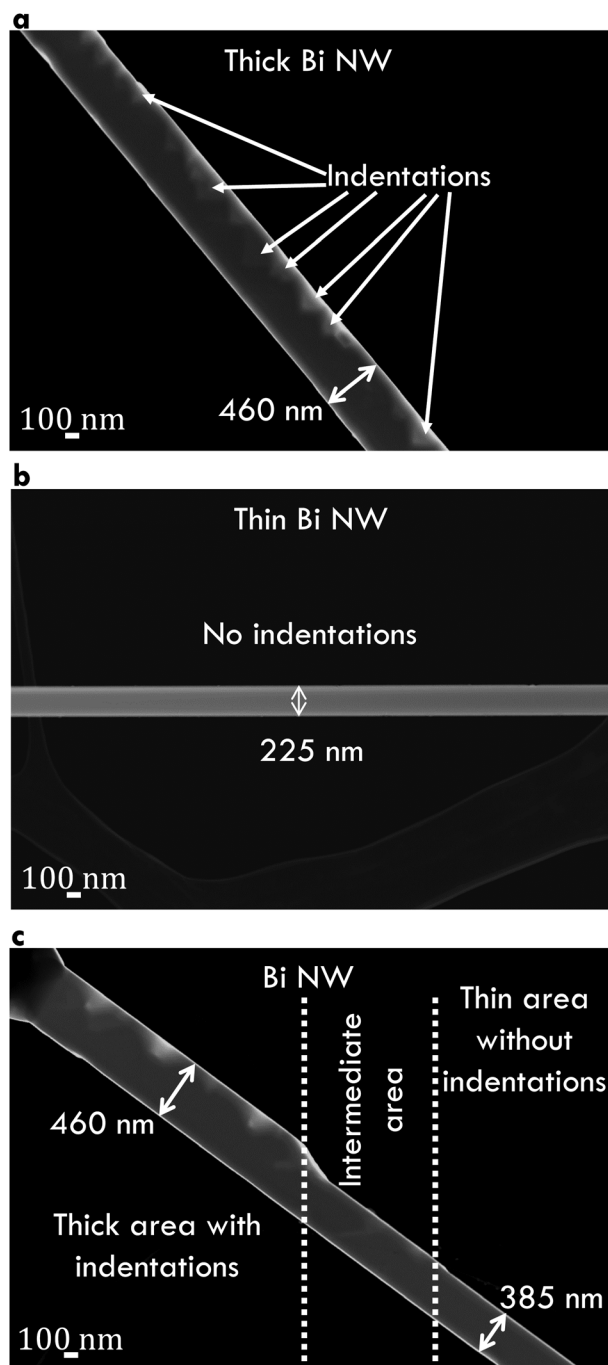 a
Thick Bi NW
Indentations
460 nm
100 nm
b
Thin Bi NW
No indentations
225 nm
100 nm
c
Bi NW
Thin area
without
indentations
Intermediate
area
460 nm
Thick area with
indentations
385 nm
100 nm